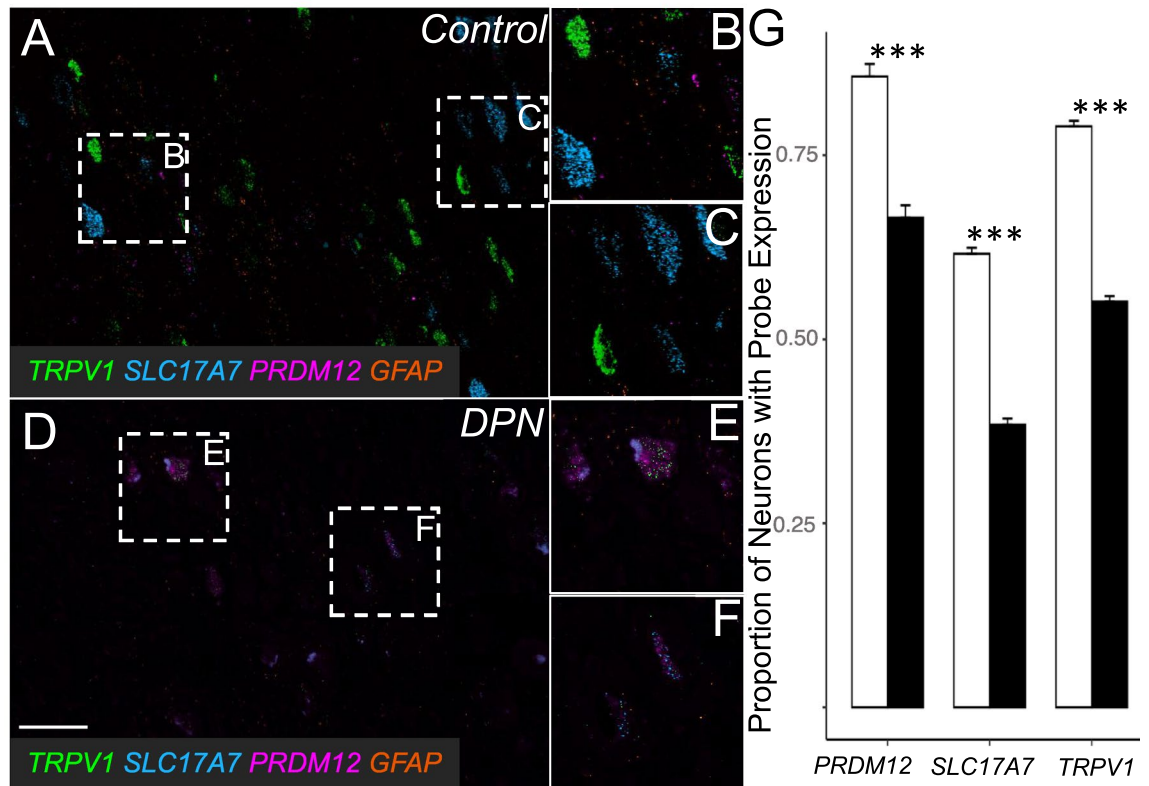 A
Control
B
C
B
C
TRPV1 SLC17A7 PRDM12 GFAP
D
DPN
E
F
E
F
TRPV1 SLC17A7 PRDM12 GFAP
G
Proportion of Neurons with Probe Expression
0.75
0.50
0.25
***
***
***
PRDM12 SLC17A7 TRPV1